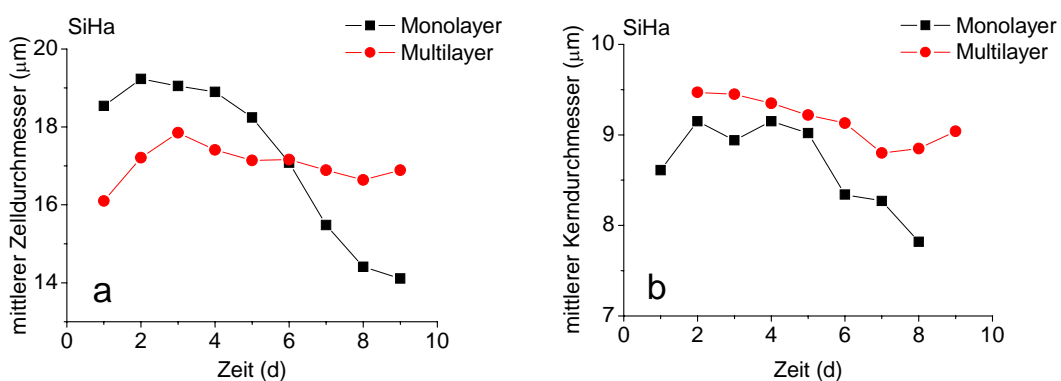 SiHa
Monolayer
Multilayer
mittlerer Zelldurchmesser (μm)
20
18
16
14
a
0 2 4 6 8 10
Zeit (d)
SiHa
Monolayer
Multilayer
mittlerer Kerndurchmesser (μm)
10
9
8
7
b
0 2 4 6 8 10
Zeit (d)